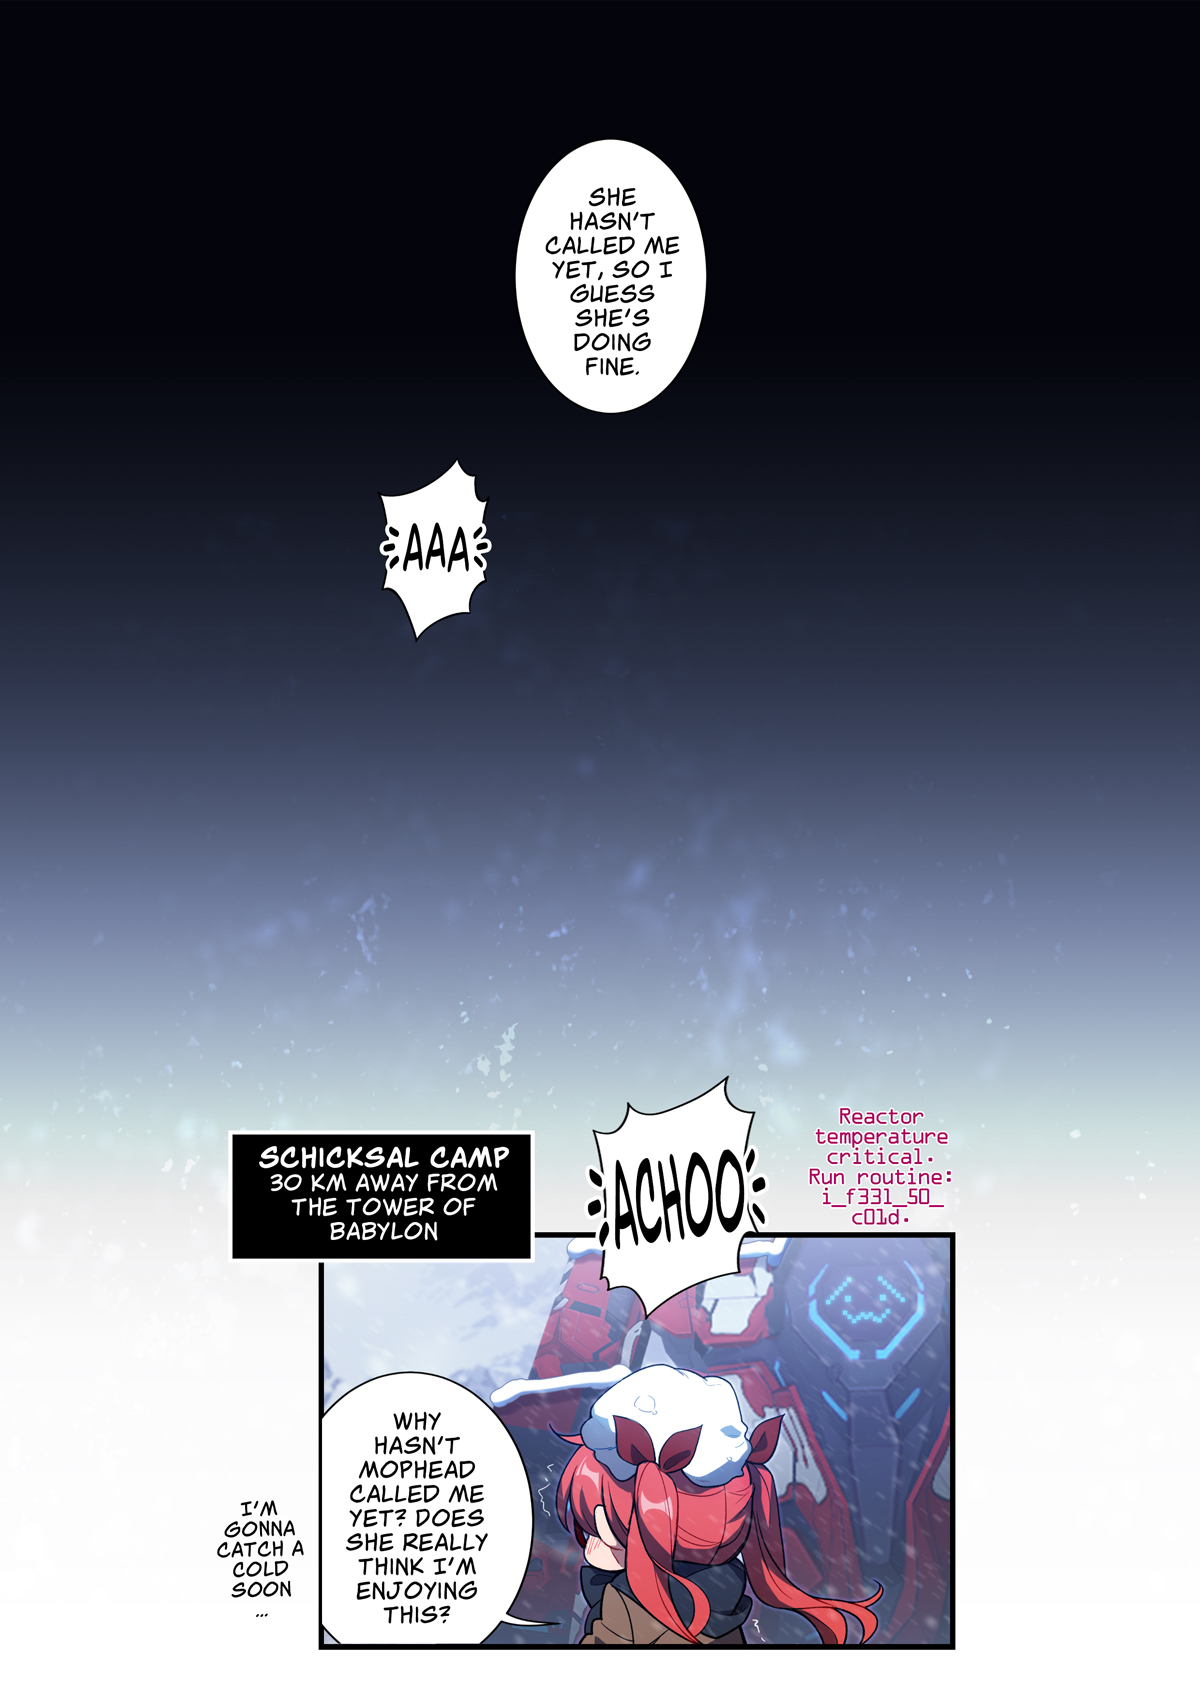 SHE
HASN'T
CALLED ME
YET, SO I
GUESS
SHE'S
DOING
FINE.
AAA
SCHICKSAL CAMP
30 KM AWAY FROM
THE TOWER OF
BABYLON
ACHOO
Reactor
temperature
critical.
Run routine:
i_f33l_50_
c01d.
WHY
HASN'T
MOPHEAD
CALLED ME
YET? DOES
SHE REALLY
THINK I'M
ENJOYING
THIS?
I'M
GONNA
CATCH A
COLD
SOON
...